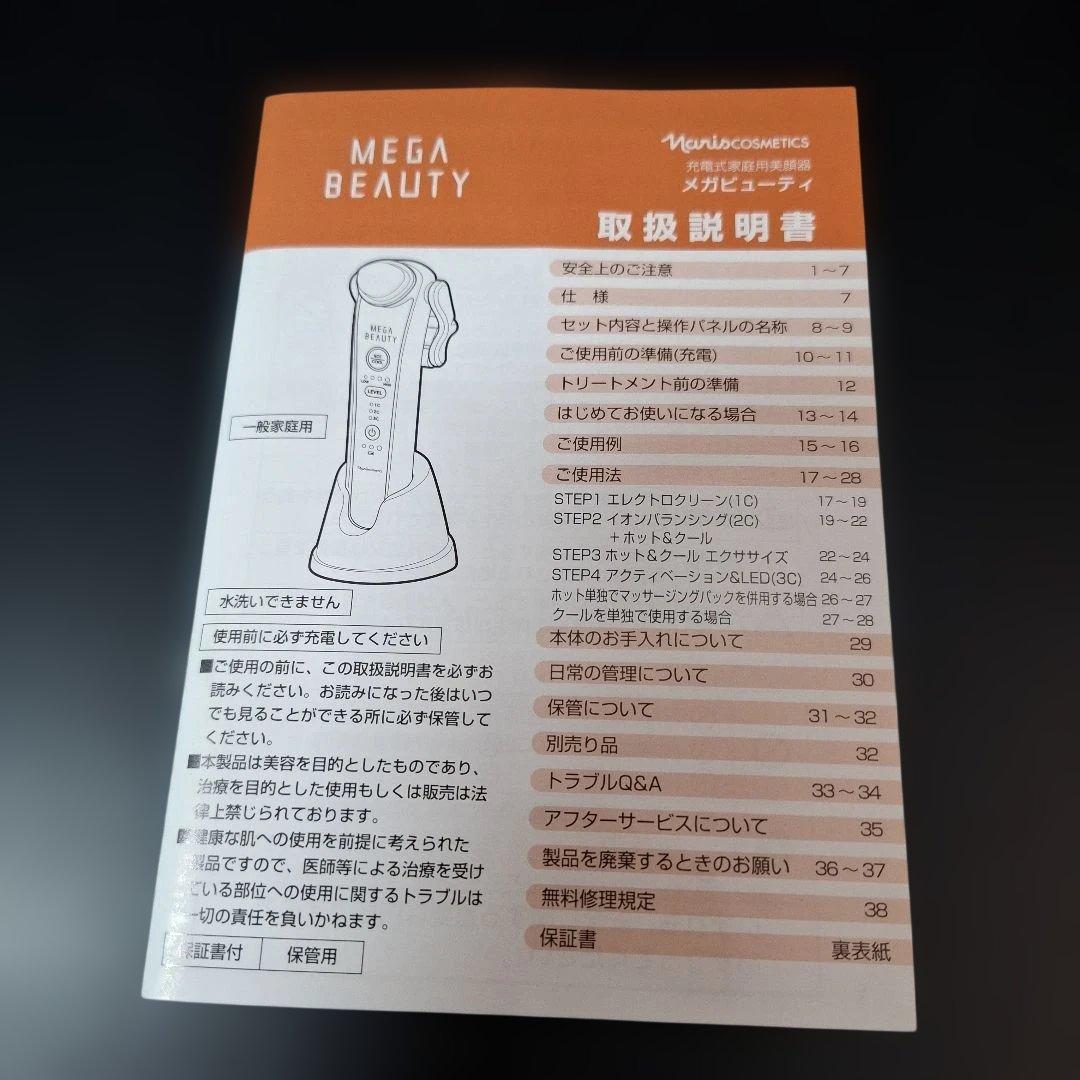 MEGA
BEAUTY
NarisCOSMETICS
充電式家庭用美顔器
メガビューティ
取扱説明書
MEGA
BEAUTY
LEVEL
1C
2C
3C
一般家庭用
水洗いできません
使用前に必ず充電してください
■ご使用の前に、この取扱説明書を必ずお
読みください。お読みになった後はいつ
でも見ることができる所に必ず保管して
ください。
■本製品は美容を目的としたものであり、
治療を目的とした使用もしくは販売は法
律上禁じられております。
■健康な肌への使用を前提に考えられた
製品ですので、医師等による治療を受け
ている部位への使用に関するトラブルは
一切の責任を負いかねます。
保証書付 保管用
安全上のご注意 1～7
仕 様 7
セット内容と操作パネルの名称 8～9
ご使用前の準備(充電) 10～11
トリートメント前の準備 12
はじめてお使いになる場合 13～14
ご使用例 15～16
ご使用法 17～28
STEP1 エレクトロクリーン(1C) 17～19
STEP2 イオンバランシング(2C) 19～22
+ホット&クール
STEP3 ホット&クール エクササイズ 22～24
STEP4 アクティベーション&LED(3C) 24～26
ホット単独でマッサージングパックを併用する場合 26～27
クールを単独で使用する場合 27～28
本体のお手入れについて 29
日常の管理について 30
保管について 31～32
別売り品 32
トラブルQ&A 33～34
アフターサービスについて 35
製品を廃棄するときのお願い 36～37
無料修理規定 38
保証書 裏表紙